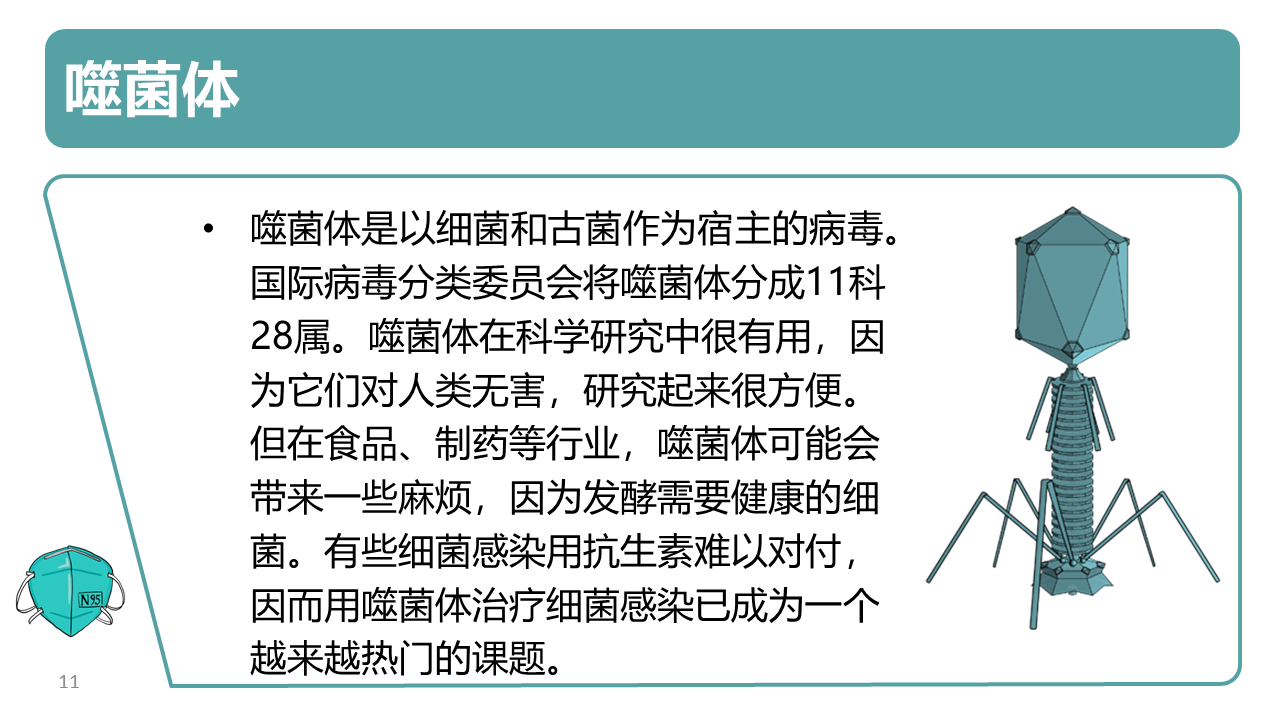 噬菌体
• 噬菌体是以细菌和古菌作为宿主的病毒。
国际病毒分类委员会将噬菌体分成11科
28属。噬菌体在科学研究中很有用，因
为它们对人类无害，研究起来很方便。
但在食品、制药等行业，噬菌体可能会
带来一些麻烦，因为发酵需要健康的细
菌。有些细菌感染用抗生素难以对付，
因而用噬菌体治疗细菌感染已成为一个
越来越热门的课题。
N95
11